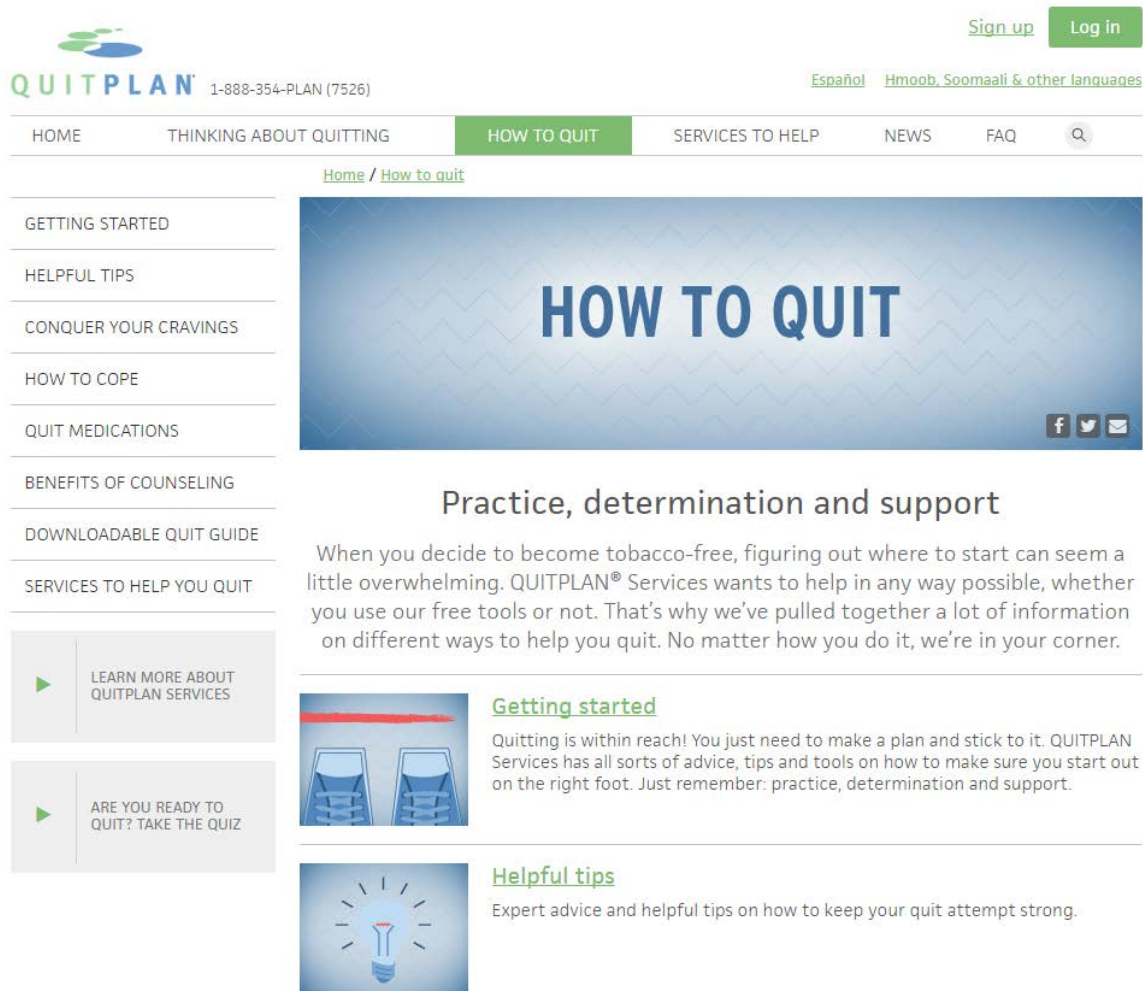 Sign up
Log in
QUITPLAN® 1-888-354-PLAN (7526)
Español
Hmoob, Soomaali & other languages
HOME
THINKING ABOUT QUITTING
HOW TO QUIT
SERVICES TO HELP
NEWS
FAQ
Home / How to quit
GETTING STARTED
HELPFUL TIPS
CONQUER YOUR CRAVINGS
HOW TO COPE
QUIT MEDICATIONS
BENEFITS OF COUNSELING
DOWNLOADABLE QUIT GUIDE
SERVICES TO HELP YOU QUIT
LEARN MORE ABOUT
QUITPLAN SERVICES
ARE YOU READY TO
QUIT? TAKE THE QUIZ
HOW TO QUIT
Practice, determination and support
When you decide to become tobacco-free, figuring out where to start can seem a
little overwhelming. QUITPLAN® Services wants to help in any way possible, whether
you use our free tools or not. That's why we've pulled together a lot of information
on different ways to help you quit. No matter how you do it, we're in your corner.
Getting started
Quitting is within reach! You just need to make a plan and stick to it. QUITPLAN
Services has all sorts of advice, tips and tools on how to make sure you start out
on the right foot. Just remember: practice, determination and support.
Helpful tips
Expert advice and helpful tips on how to keep your quit attempt strong.